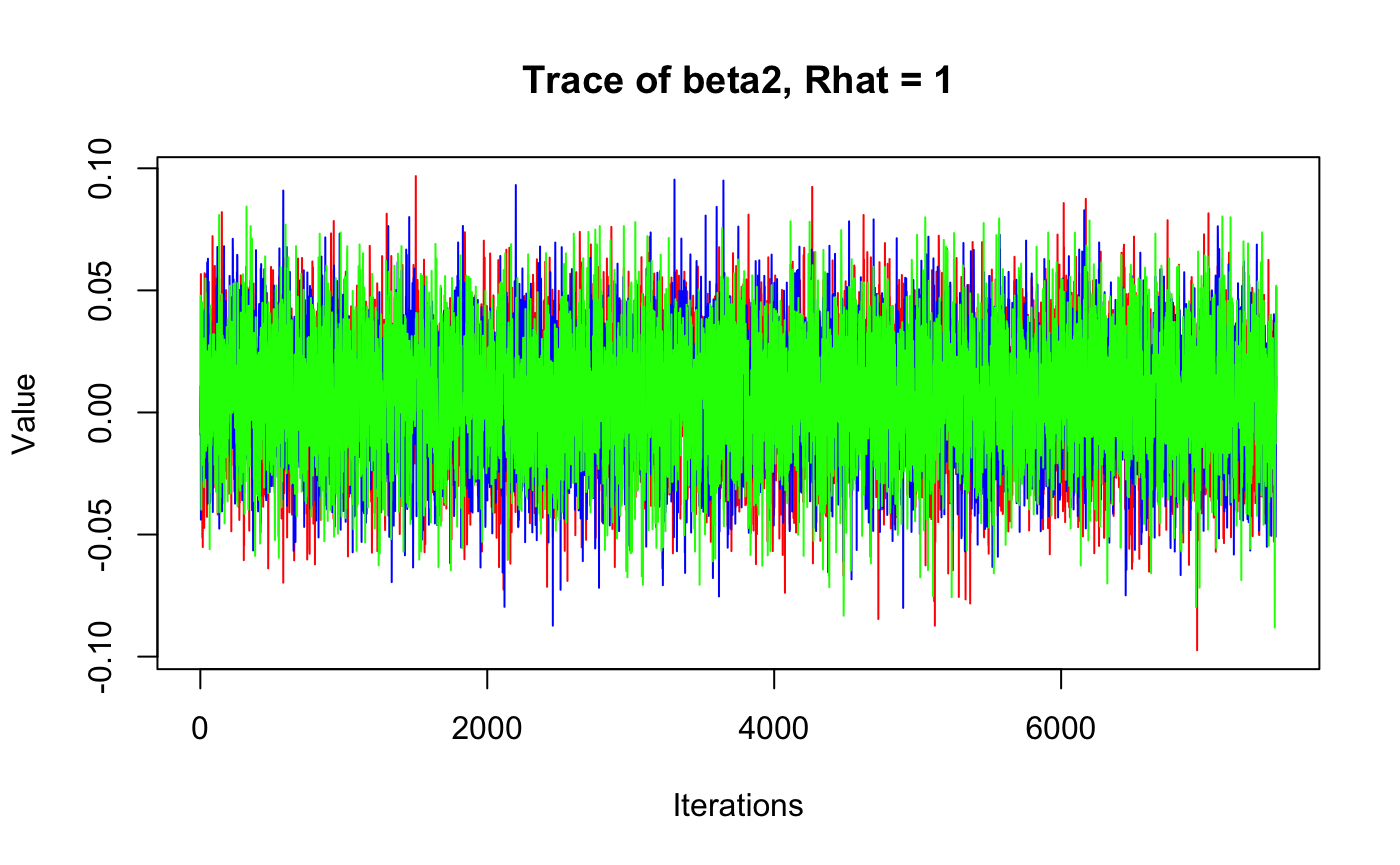 Trace of beta2, Rhat = 1
Value
0.10
0.05
0.00
-0.05
-0.10
0 2000 4000 6000
Iterations